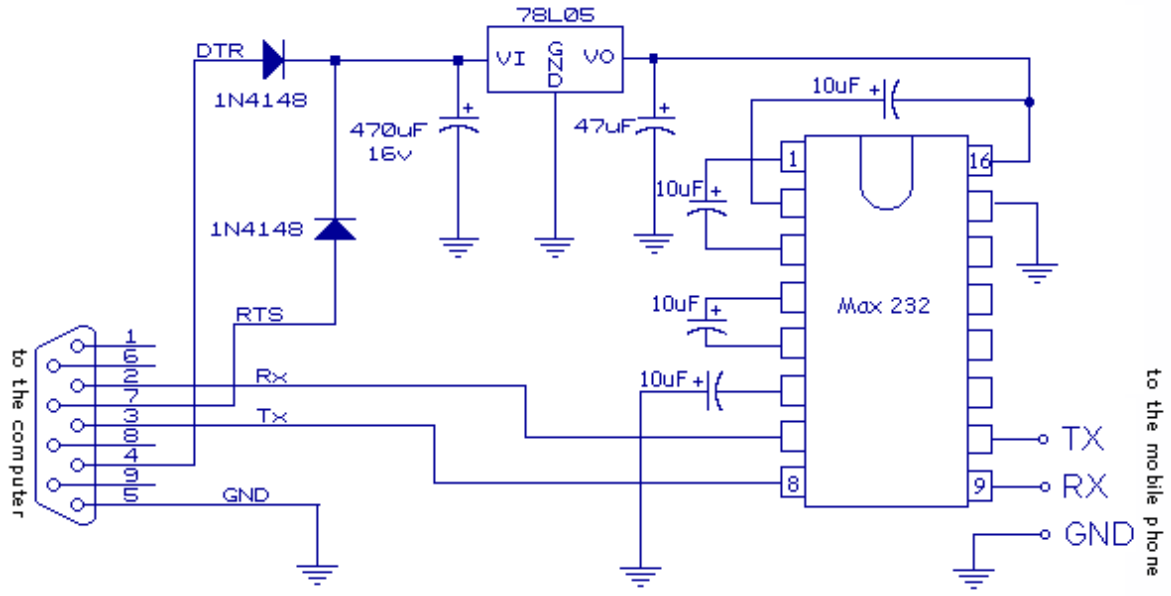 78L05
DTR
VI
GND
VO
1N4148
470uF
16v
47uF
10uF
+
+
+
1
16
10uF
+
1N4148
10uF
+
Max 232
RTS
10uF
+
to the computer
1
6
2
7
3
8
4
9
5
Rx
Tx
GND
8
9
TX
RX
GND
to the mobile phone